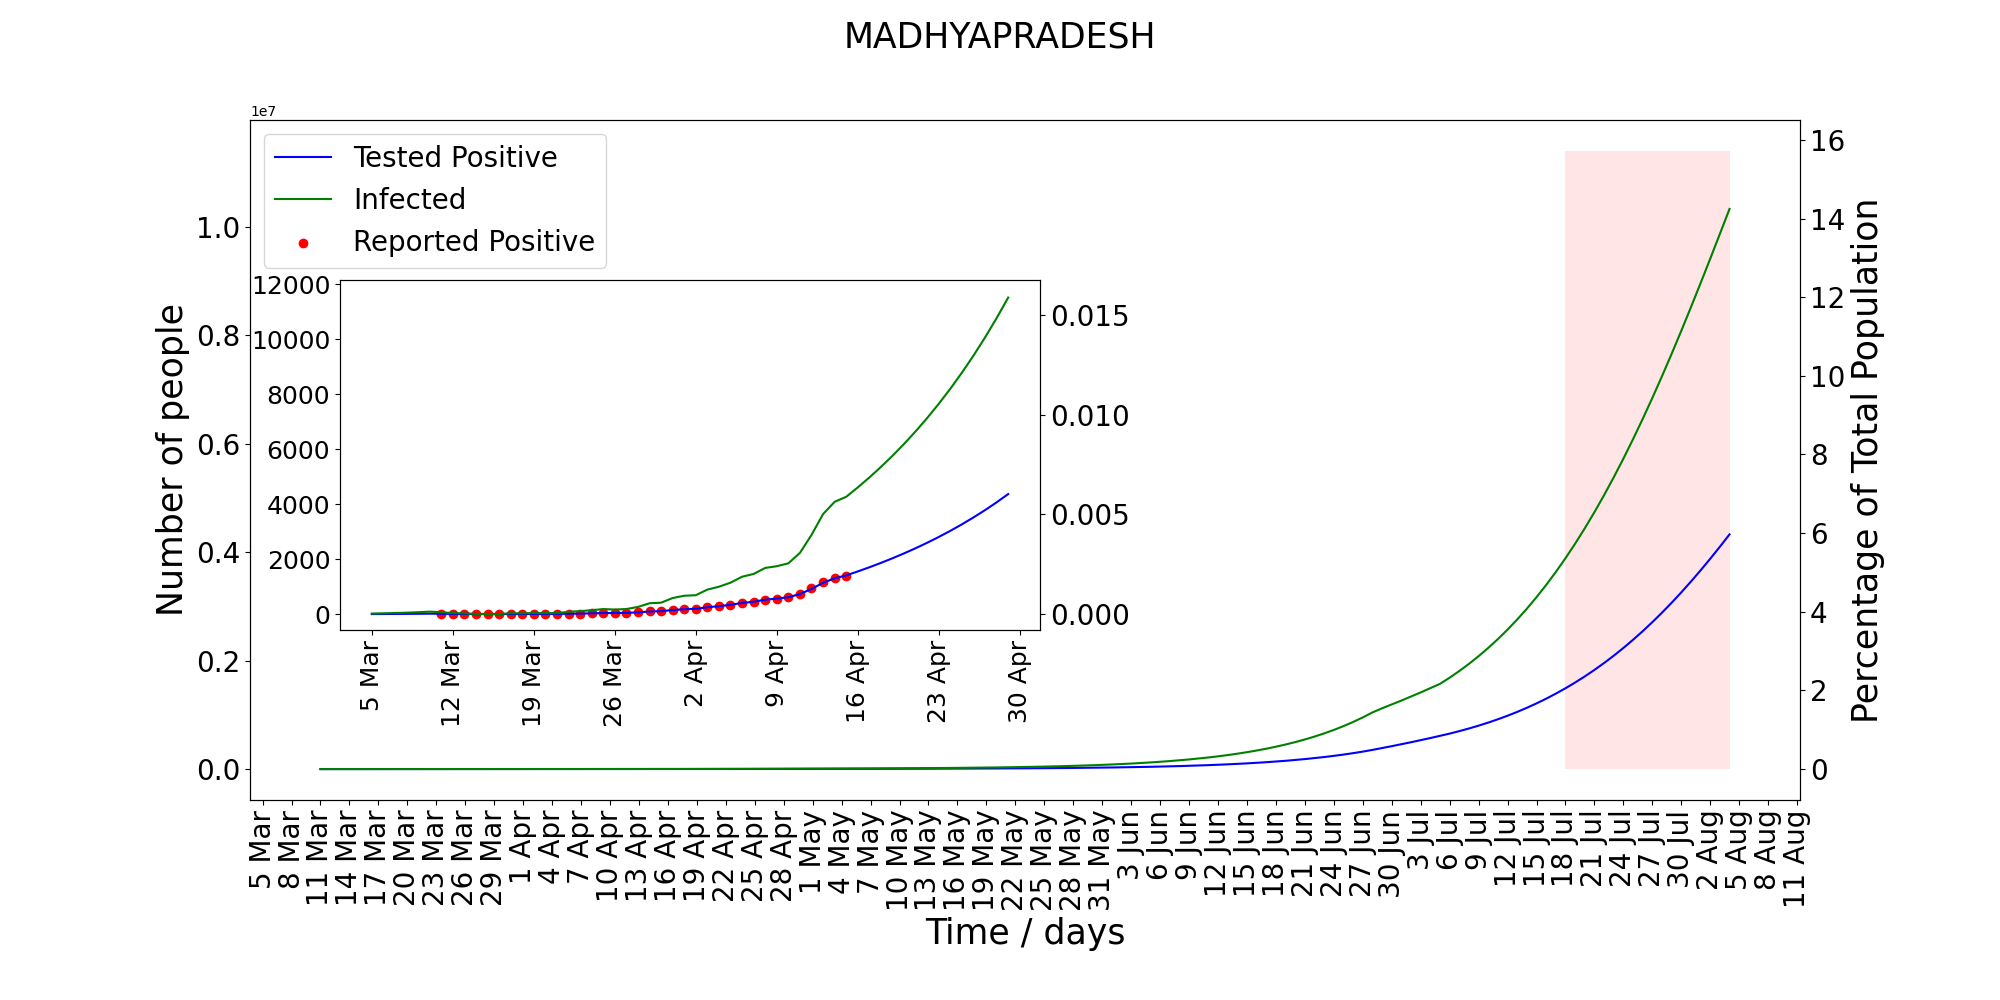 MADHYAPRADESH
1e7
Tested Positive
Infected
Reported Positive
Number of people
1.0
0.8
0.6
0.4
0.2
0.0
12000
10000
8000
6000
4000
2000
0
0.015
0.010
0.005
0.000
5 Mar
12 Mar
19 Mar
26 Mar
2 Apr
9 Apr
16 Apr
23 Apr
30 Apr
16
14
12
10
8
6
4
2
0
Percentage of Total Population
5 Mar
8 Mar
11 Mar
14 Mar
17 Mar
20 Mar
23 Mar
26 Mar
29 Mar
1 Apr
4 Apr
7 Apr
10 Apr
13 Apr
16 Apr
19 Apr
22 Apr
25 Apr
28 Apr
1 May
4 May
7 May
10 May
13 May
16 May
19 May
22 May
25 May
28 May
31 May
3 Jun
6 Jun
9 Jun
12 Jun
15 Jun
18 Jun
21 Jun
24 Jun
27 Jun
30 Jun
3 Jul
6 Jul
9 Jul
12 Jul
15 Jul
18 Jul
21 Jul
24 Jul
27 Jul
30 Jul
2 Aug
5 Aug
8 Aug
11 Aug
Time / days